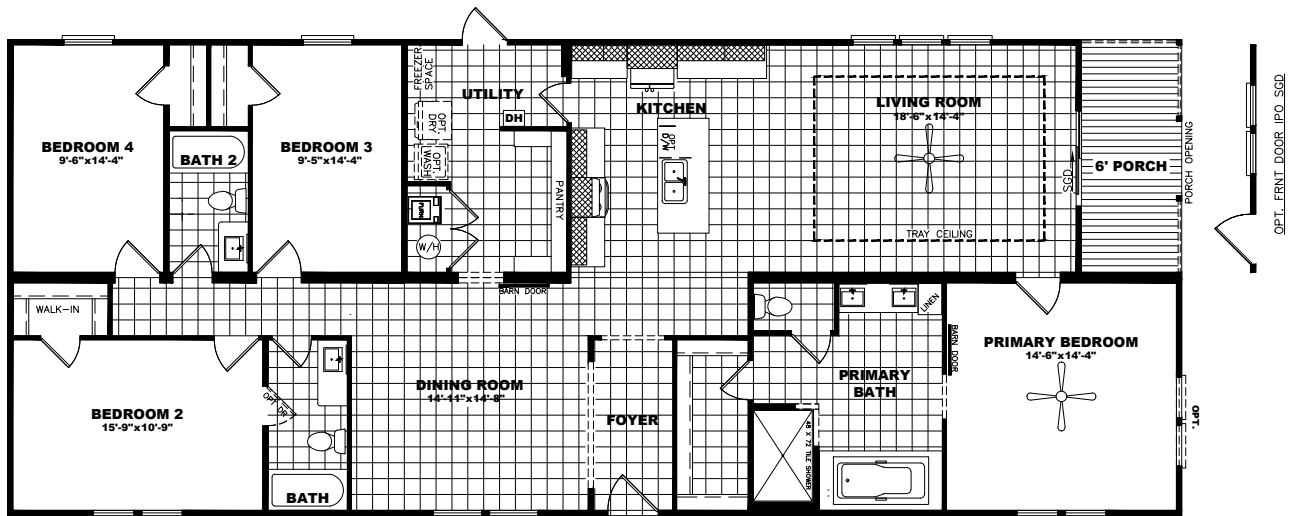 BEDROOM 4
9'-6"x14'-4"
BATH 2
BEDROOM 3
9'-5"x14'-4"
FREEZER
SPACE
UTILITY
DH
OPT.
DRY
OPT.
WASH
FURN
W/H
PANTRY
KITCHEN
OPT
D/W
LIVING ROOM
18'-6"x14'-4"
TRAY CEILING
SGD
6' PORCH
PORCH OPENING
OPT. FRNT DOOR IPO SGD
WALK-IN
BARN DOOR
BEDROOM 2
15'-9"x10'-9"
OPT DR
BATH
DINING ROOM
14'-11"x14'-8"
FOYER
LINEN
BARN DOOR
PRIMARY
BATH
48 X 72 TILE SHOWER
PRIMARY BEDROOM
14'-6"x14'-4"
OPT.